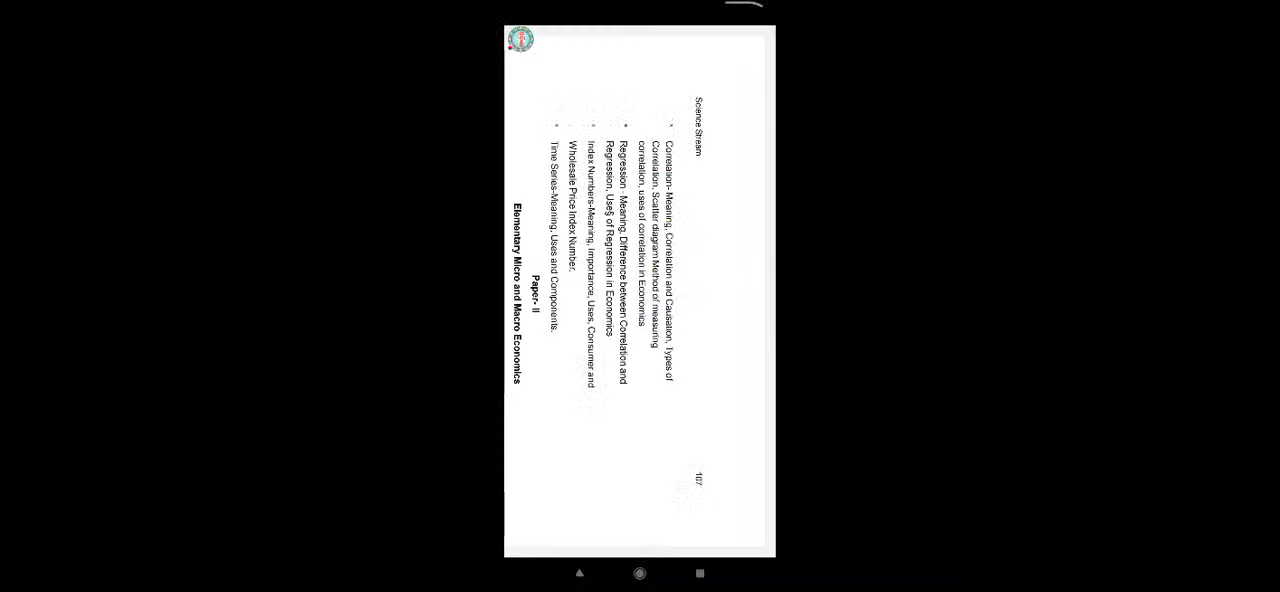 Science Stream 107
Correlation- Meaning, Correlation and Causation, Types of
Correlation, Scatter diagram Method of measuring
correlation, uses of correlation in Economics
Regression - Meaning, Difference between Correlation and
Regression, Use§ of Regression in Economics
Index Numbers-Meaning, Importance, Uses, Consumer and
Wholesale Price Index Number.
Time Series-Meaning, Uses and Components.
Paper- II
Elementary Micro and Macro Economics